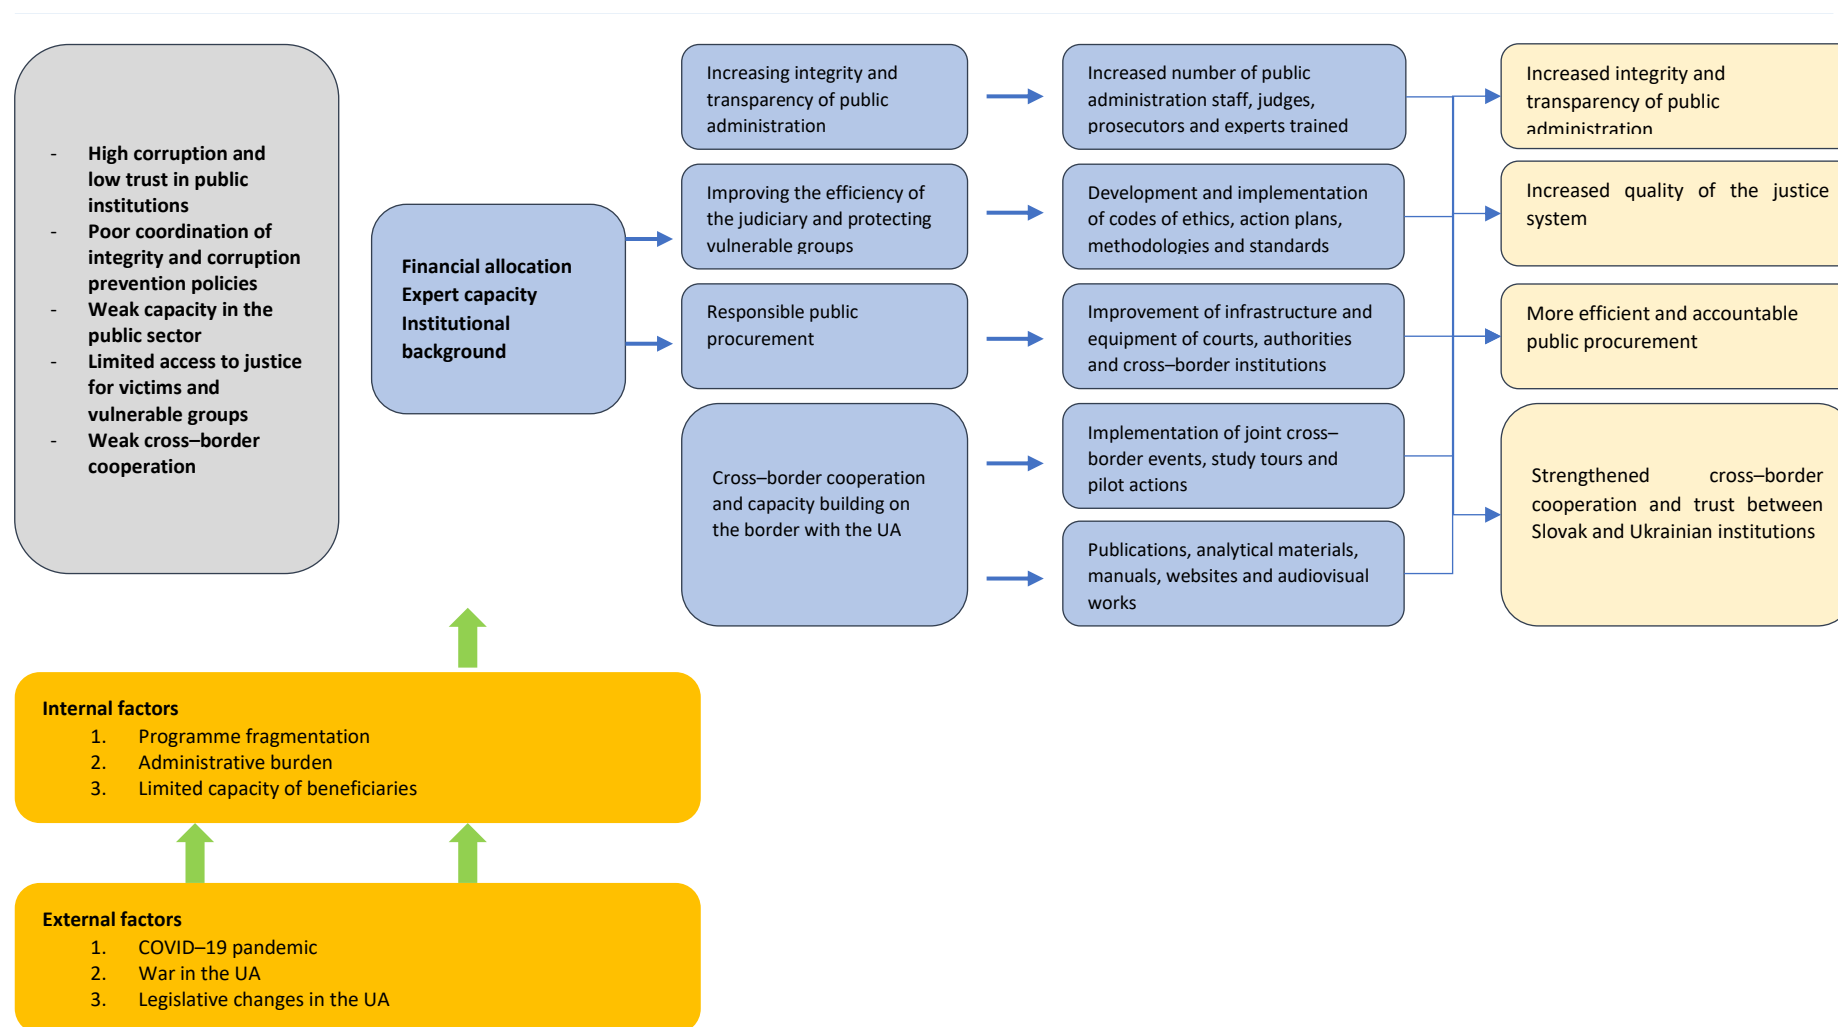 - High corruption and
low trust in public
institutions
- Poor coordination of
integrity and corruption
prevention policies
- Weak capacity in the
public sector
- Limited access to justice
for victims and
vulnerable groups
- Weak cross–border
cooperation
Financial allocation
Expert capacity
Institutional
background
Increasing integrity and
transparency of public
administration
Improving the efficiency of
the judiciary and protecting
vulnerable groups
Responsible public
procurement
Cross–border cooperation
and capacity building on
the border with the UA
Increased number of public
administration staff, judges,
prosecutors and experts trained
Development and implementation
of codes of ethics, action plans,
methodologies and standards
Improvement of infrastructure and
equipment of courts, authorities
and cross–border institutions
Implementation of joint cross–
border events, study tours and
pilot actions
Publications, analytical materials,
manuals, websites and audiovisual
works
Increased integrity and
transparency of public
administration
Increased quality of the justice
system
More efficient and accountable
public procurement
Strengthened cross–border
cooperation and trust between
Slovak and Ukrainian institutions
Internal factors
1. Programme fragmentation
2. Administrative burden
3. Limited capacity of beneficiaries
External factors
1. COVID–19 pandemic
2. War in the UA
3. Legislative changes in the UA